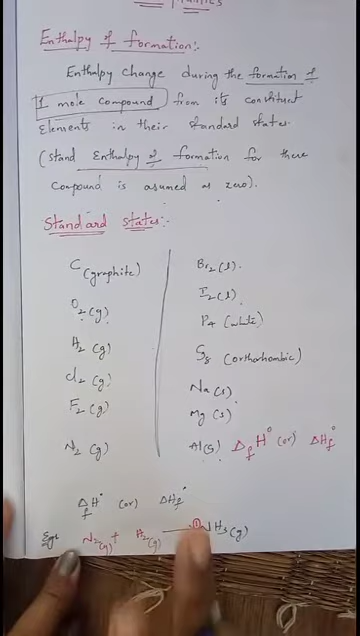 Enthalpy of formation:-
Enthalpy change during the formation of
1 mole compound from its constituent
elements in their standard states.
(stand Enthalpy of formation for these
compound is asumed as zero).
Standard states:-
C (graphite)
O2 (g)
H2 (g)
Cl2 (g)
F2 (g)
N2 (g)
Br2 (l).
I2 (l).
P4 (white)
S8 (orthorhombic)
Na (s)
Mg (s)
Al(s) ΔfH° (or) ΔHf°
ΔfH° (or) ΔHf°
Eg:- N2(g) + H2(g) → ① NH3 (g)